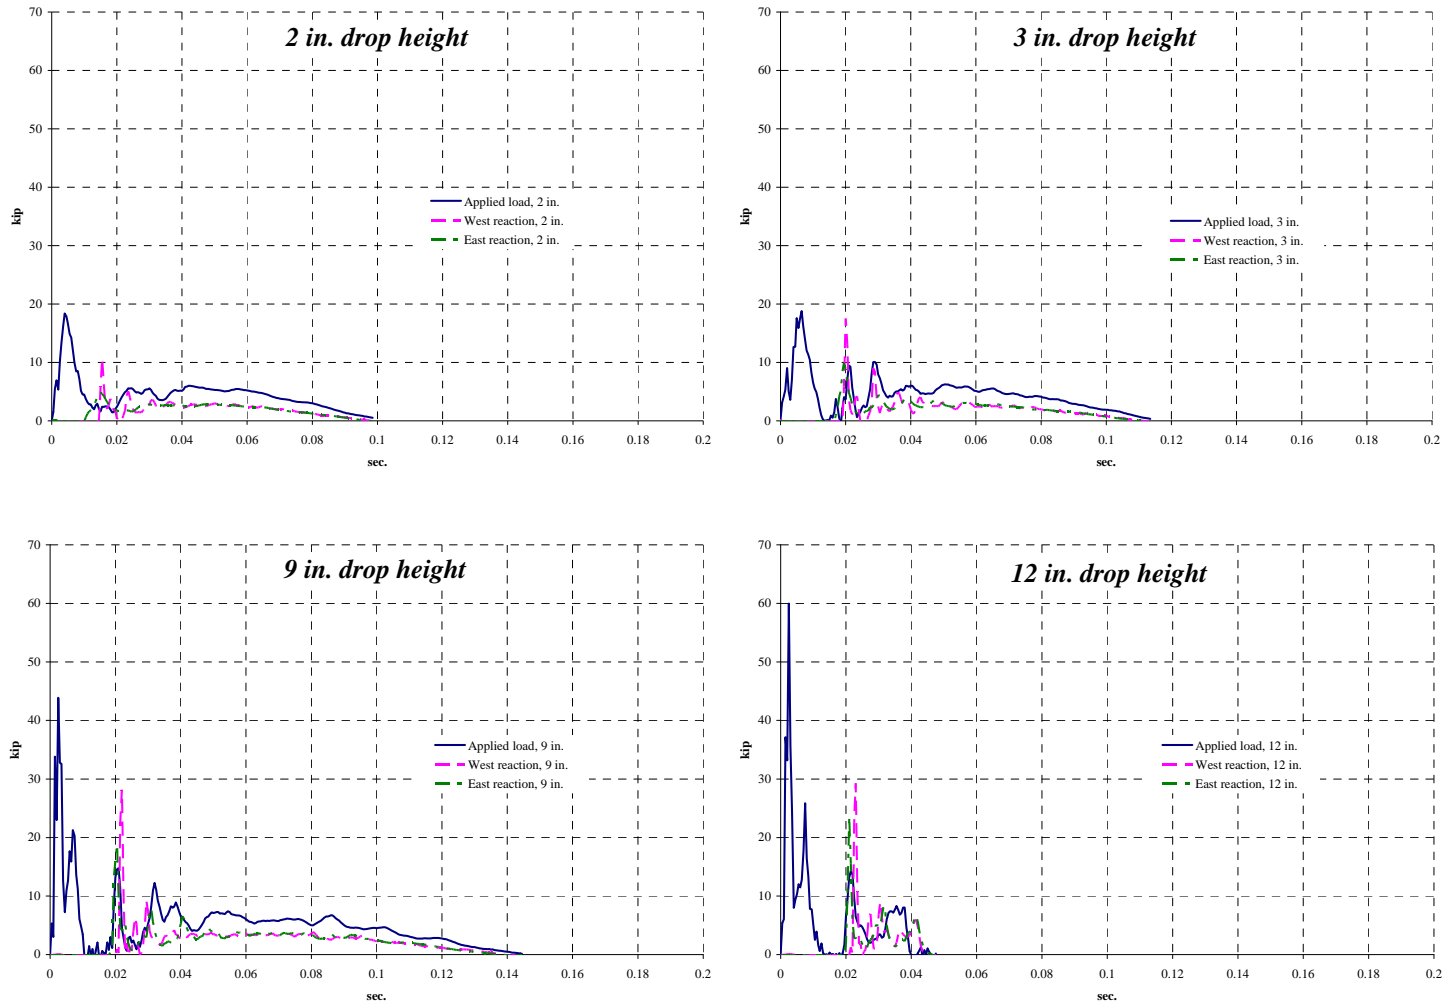 2 in. drop height
70
60
50
40
30
20
10
0
kip
Applied load, 2 in.
West reaction, 2 in.
East reaction, 2 in.
0 0.02 0.04 0.06 0.08 0.1 0.12 0.14 0.16 0.18 0.2
sec.
3 in. drop height
70
60
50
40
30
20
10
0
kip
Applied load, 3 in.
West reaction, 3 in.
East reaction, 3 in.
0 0.02 0.04 0.06 0.08 0.1 0.12 0.14 0.16 0.18 0.2
sec.
9 in. drop height
70
60
50
40
30
20
10
0
kip
Applied load, 9 in.
West reaction, 9 in.
East reaction, 9 in.
0 0.02 0.04 0.06 0.08 0.1 0.12 0.14 0.16 0.18 0.2
sec.
12 in. drop height
70
60
50
40
30
20
10
0
kip
Applied load, 12 in.
West reaction, 12 in.
East reaction, 12 in.
0 0.02 0.04 0.06 0.08 0.1 0.12 0.14 0.16 0.18 0.2
sec.